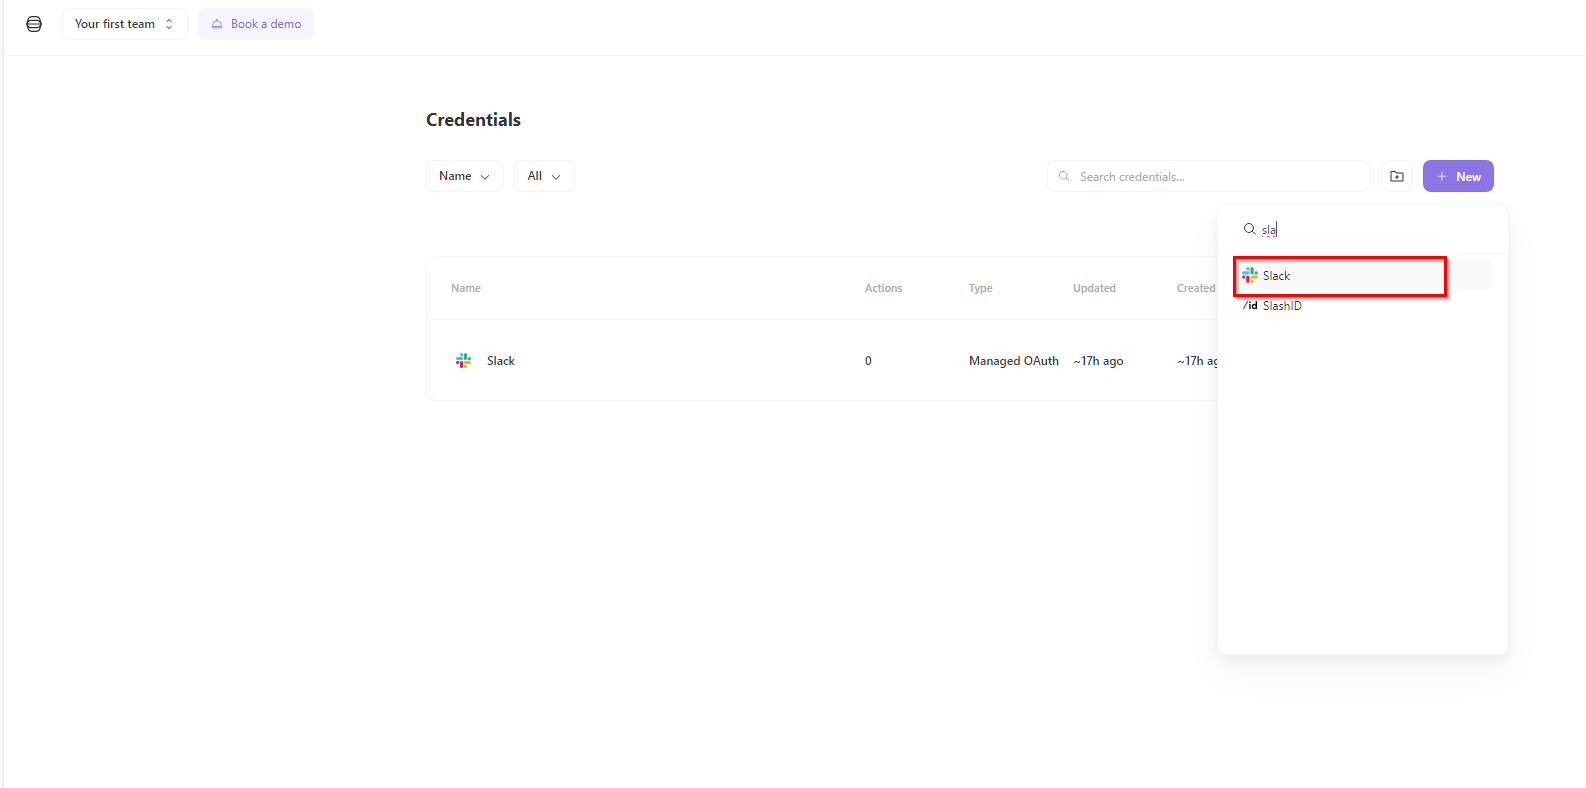 Your first team
Book a demo
Credentials
Name
All
Search credentials...
+ New
sla
Slack
/id SlashID
Name Actions Type Updated Created
Slack 0 Managed OAuth ~17h ago ~17h ag